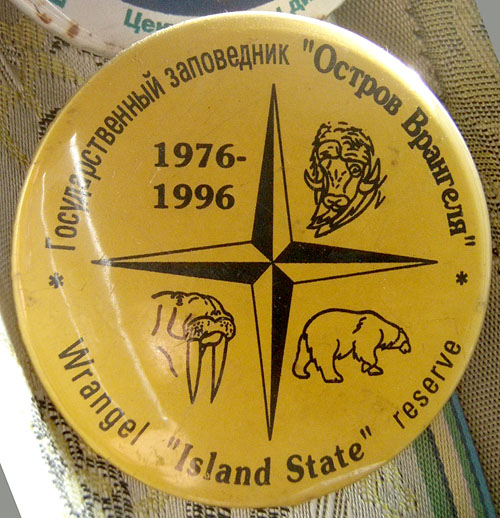 Государственный заповедник "Остров Врангеля"
1976-
1996
* *
Wrangel "Island State" reserve